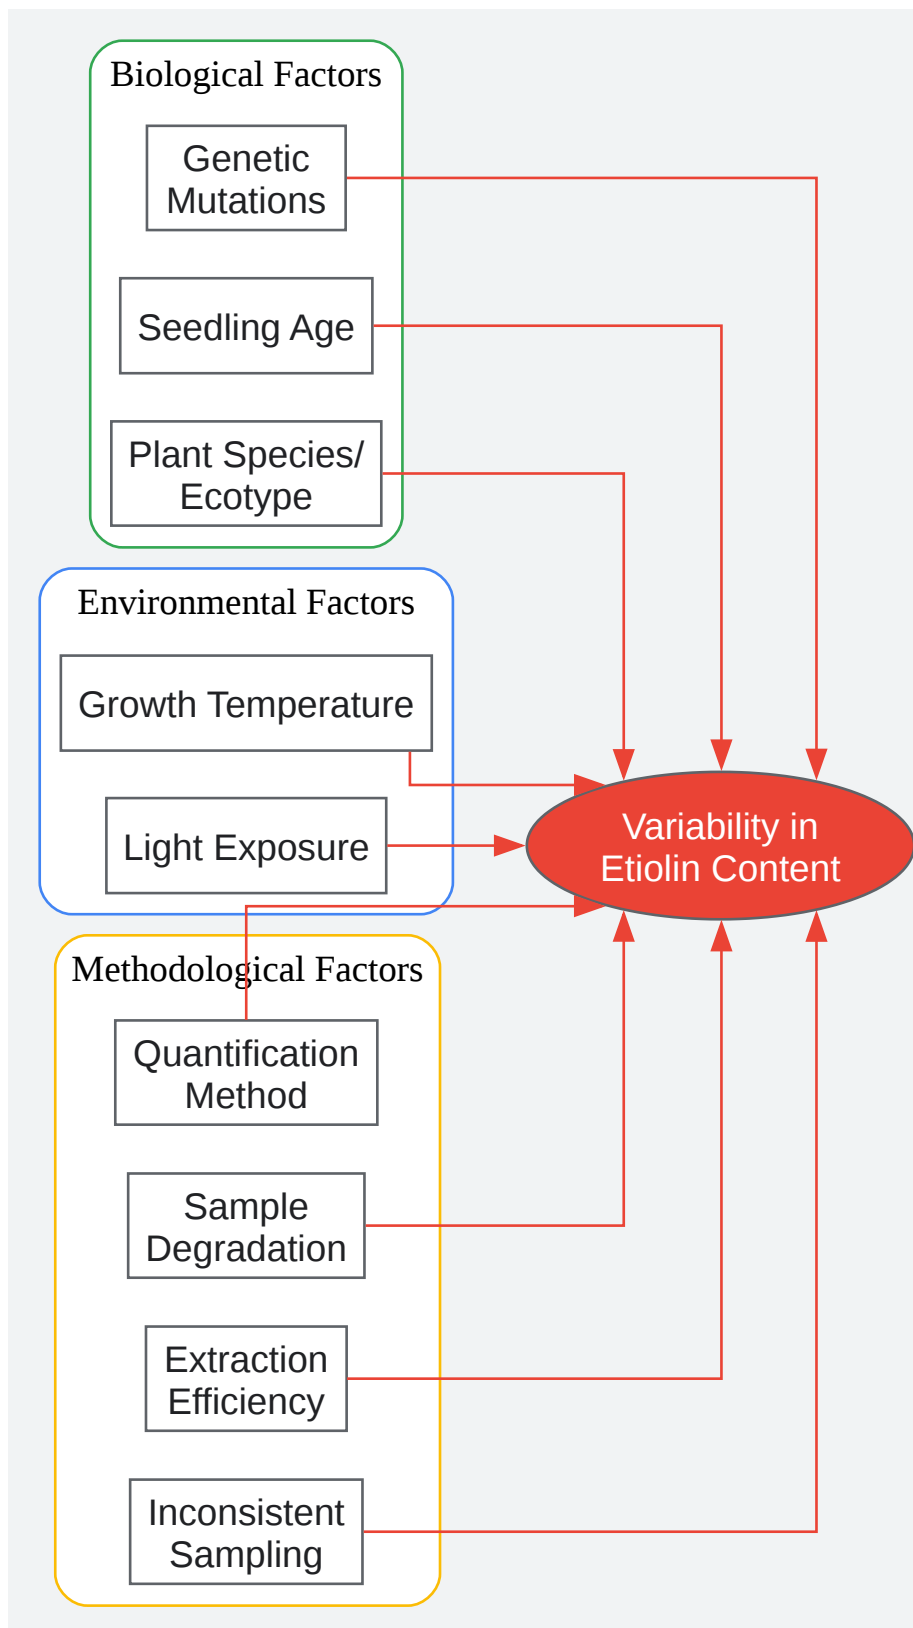 Biological Factors
Genetic
Mutations
Seedling Age
Plant Species/
Ecotype
Environmental Factors
Growth Temperature
Light Exposure
Variability in
Etiolin Content
Methodological Factors
Quantification
Method
Sample
Degradation
Extraction
Efficiency
Inconsistent
Sampling